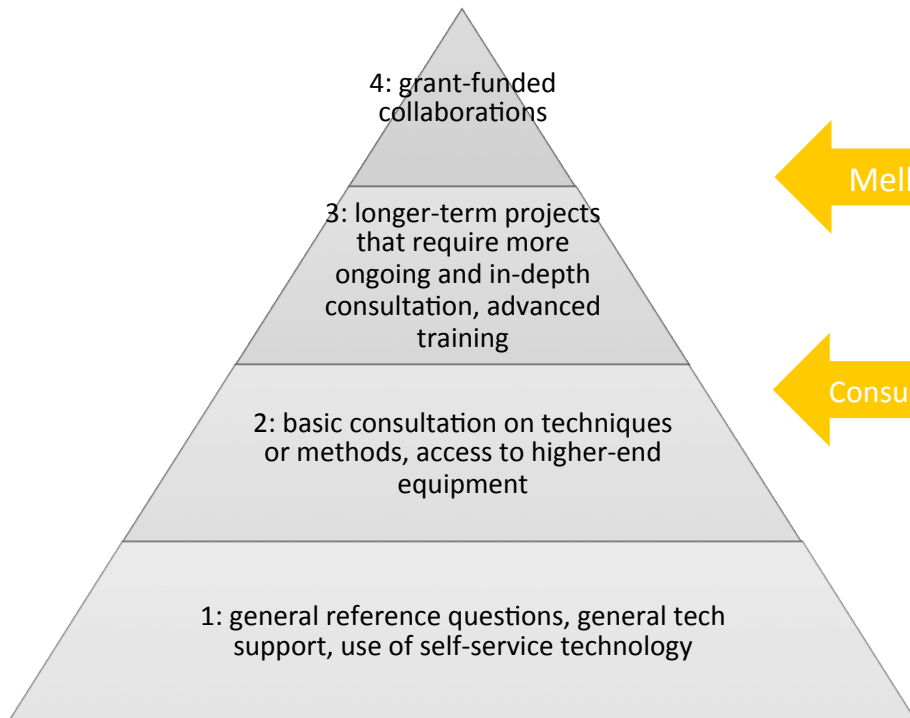 4: grant-funded
collaborations
Mell
3: longer-term projects
that require more
ongoing and in-depth
consultation, advanced
training
Consu
2: basic consultation on techniques
or methods, access to higher-end
equipment
1: general reference questions, general tech
support, use of self-service technology